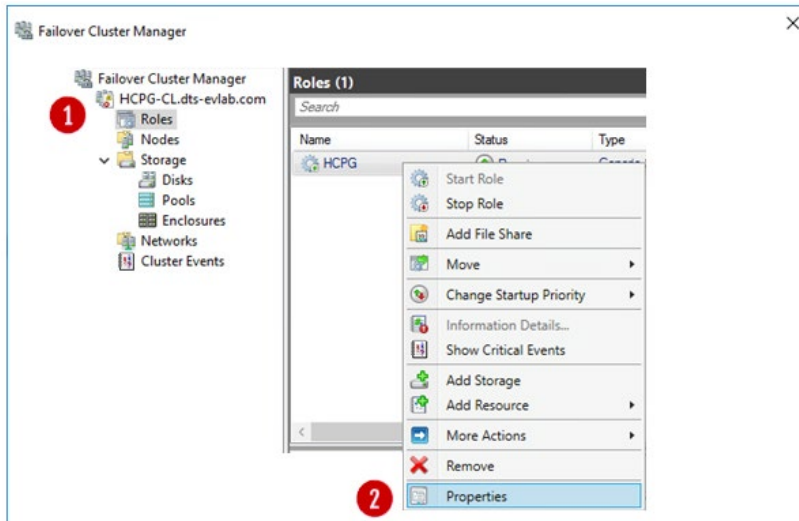 Failover Cluster Manager
Failover Cluster Manager
HCPG-CL.dts-evlab.com
1
Roles
Nodes
Storage
Disks
Pools
Enclosures
Networks
Cluster Events
Roles (1)
Search
Name Status Type
HCPG
Start Role
Stop Role
Add File Share
Move
Change Startup Priority
Information Details...
Show Critical Events
Add Storage
Add Resource
More Actions
Remove
2
Properties